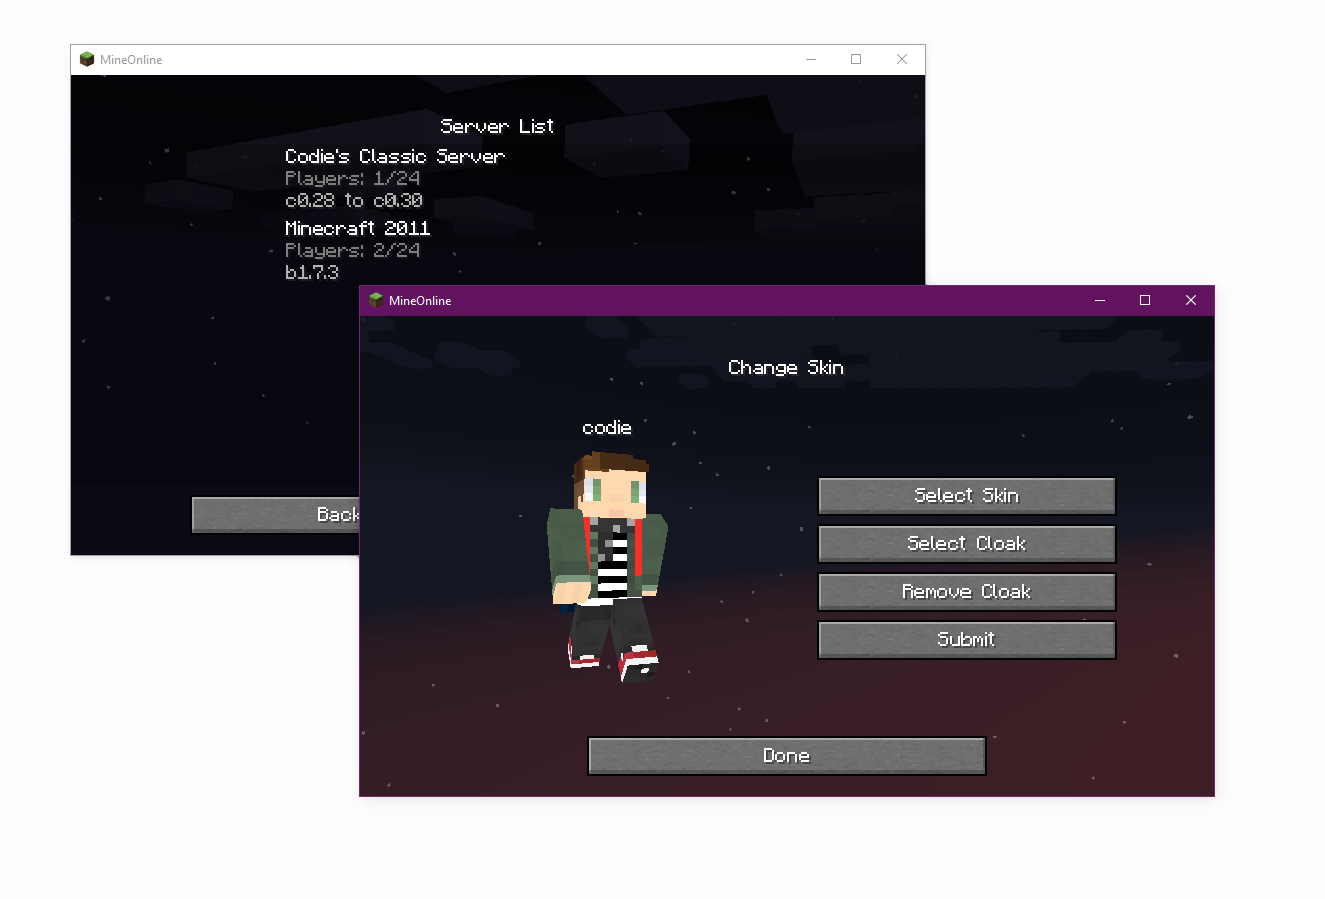 MineOnline
Server List
Codie's Classic Server
Players: 1/24
c0.28 to c0.30
Minecraft 2011
Players: 2/24
b1.7.3
Back
MineOnline
Change Skin
codie
Select Skin
Select Cloak
Remove Cloak
Submit
Done